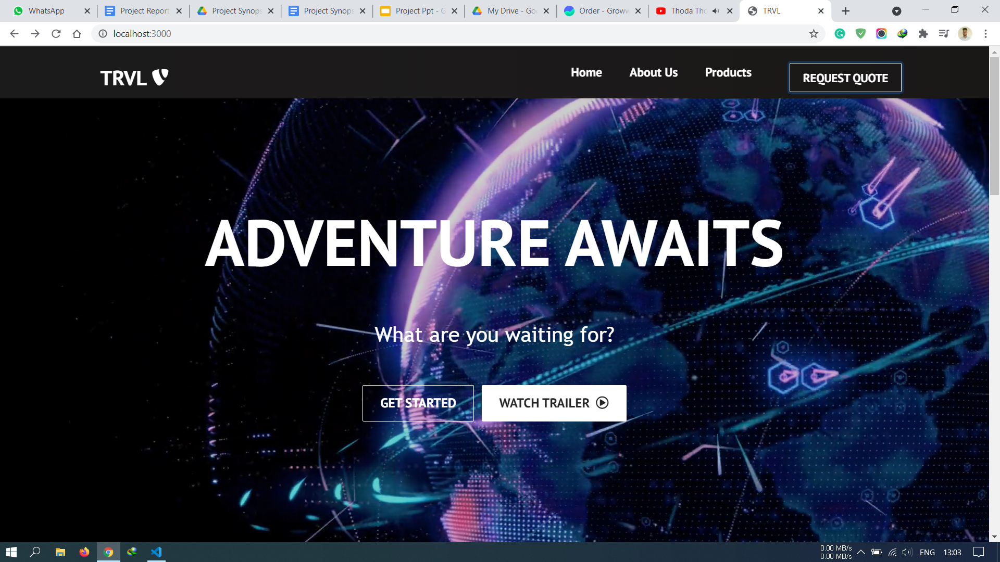 WhatsApp
Project Report
Project Synops
Project Synops
Project Ppt - G
My Drive - Goo
Order - Groww
Thoda Tho
TRVL
localhost:3000
TRVL
Home
About Us
Products
REQUEST QUOTE
ADVENTURE AWAITS
What are you waiting for?
GET STARTED
WATCH TRAILER
0.00 MB/s
0.00 MB/s
ENG
13:03